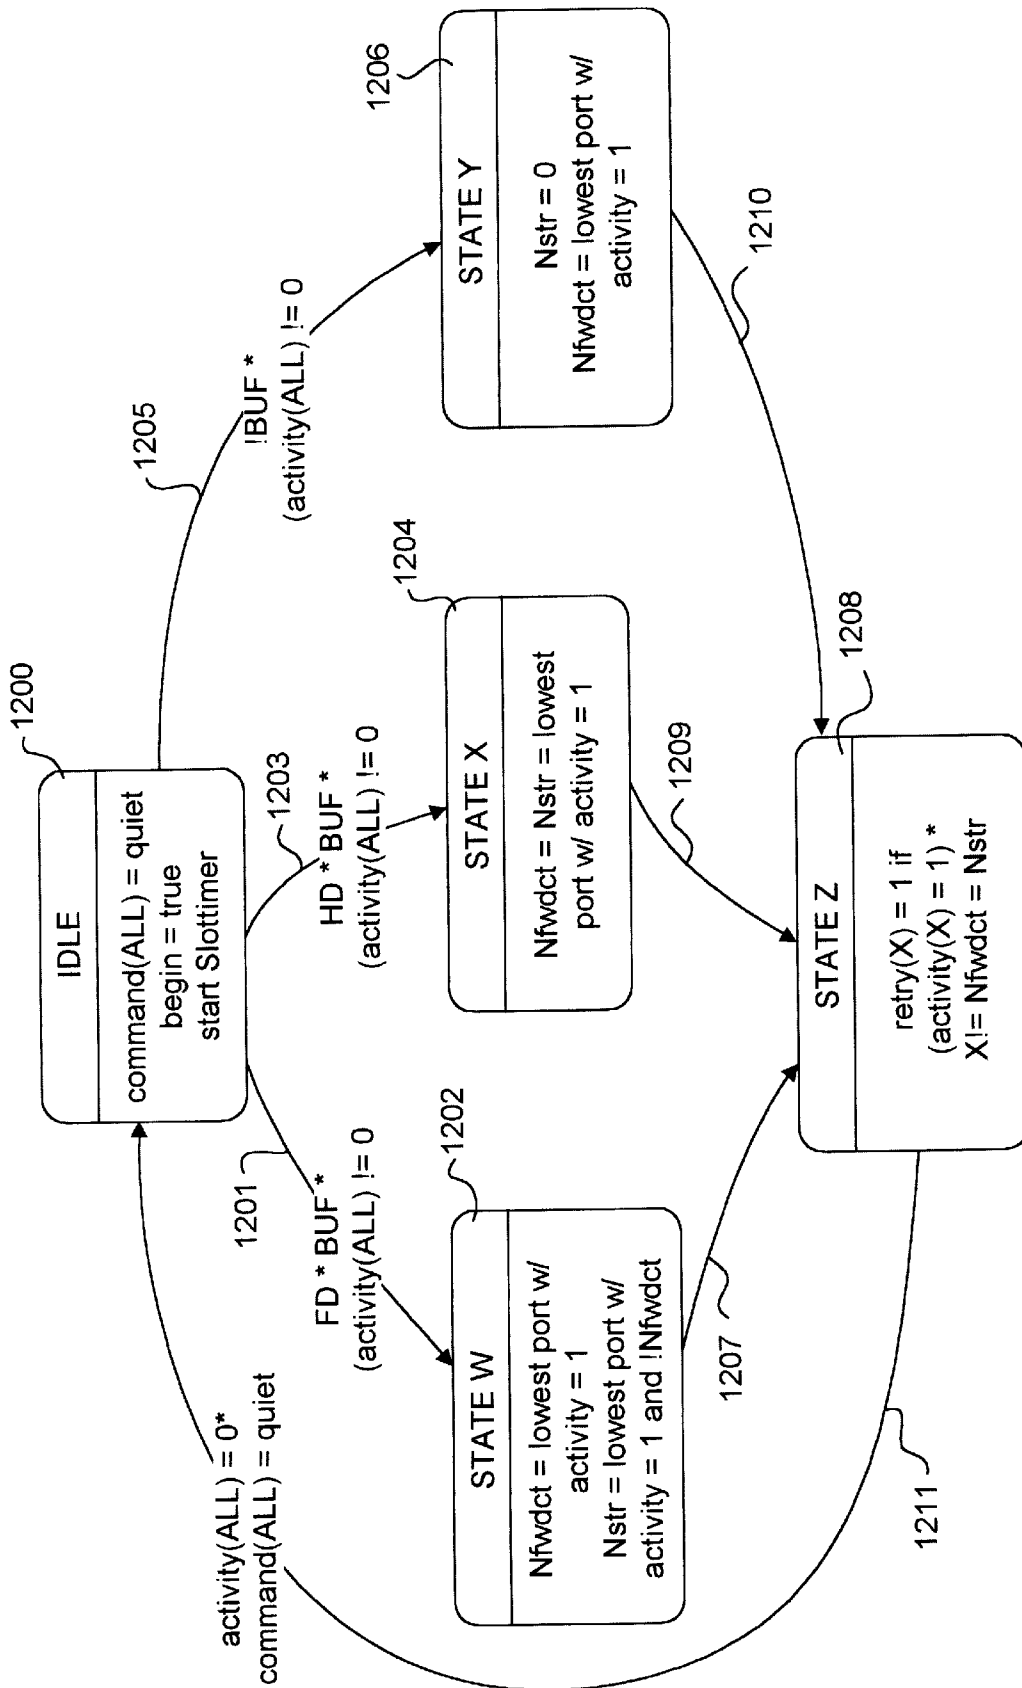 IDLE
command(ALL) = quiet
begin = true
start Slottimer
1200
activity(ALL) = 0*
command(ALL) = quiet
1201
FD * BUF *
(activity(ALL) != 0
1203
HD * BUF *
(activity(ALL) != 0
1205
!BUF *
(activity(ALL) != 0
STATE W
Nfwdct = lowest port w/
activity = 1
Nstr = lowest port w/
activity = 1 and !Nfwdct
1202
STATE X
Nfwdct = Nstr = lowest
port w/ activity = 1
1204
STATE Y
Nstr = 0
Nfwdct = lowest port w/
activity = 1
1206
1207
1209
1210
STATE Z
retry(X) = 1 if
(activity(X) = 1) *
X!= Nfwdct = Nstr
1208
1211